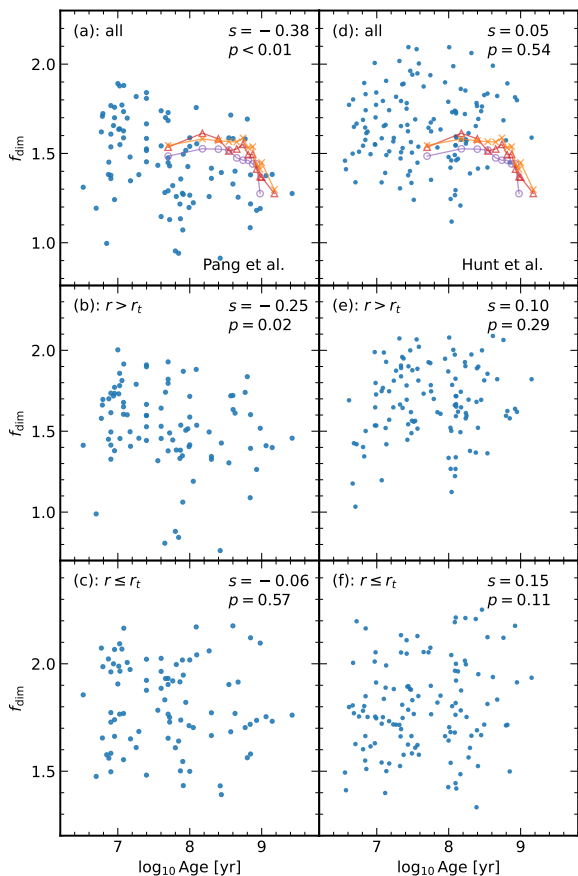 (a): all
s = −0.38
p < 0.01
Pang et al.
2.0
1.5
1.0
f_dim
(d): all
s = 0.05
p = 0.54
Hunt et al.
(b): r > r_t
s = −0.25
p = 0.02
2.0
1.5
1.0
f_dim
(e): r > r_t
s = 0.10
p = 0.29
(c): r ≤ r_t
s = −0.06
p = 0.57
2.0
1.5
f_dim
(f): r ≤ r_t
s = 0.15
p = 0.11
7 8 9
log₁₀ Age [yr]
7 8 9
log₁₀ Age [yr]